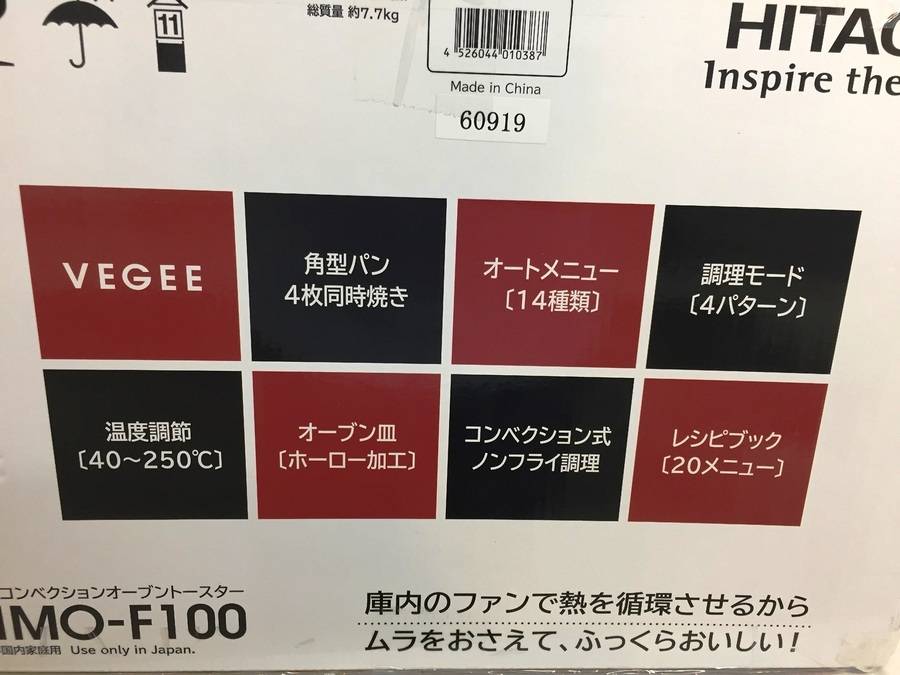 総質量 約7.7kg
11
4 526044 010387
Made in China
60919
HITAC
Inspire the
VEGEE
角型パン
4枚同時焼き
オートメニュー
〔14種類〕
調理モード
〔4パターン〕
温度調節
〔40～250℃〕
オーブン皿
〔ホーロー加工〕
コンベクション式
ノンフライ調理
レシピブック
〔20メニュー〕
コンベクションオーブントースター
HMO-F100
国内家庭用 Use only in Japan.
庫内のファンで熱を循環させるから
ムラをおさえて、ふっくらおいしい!